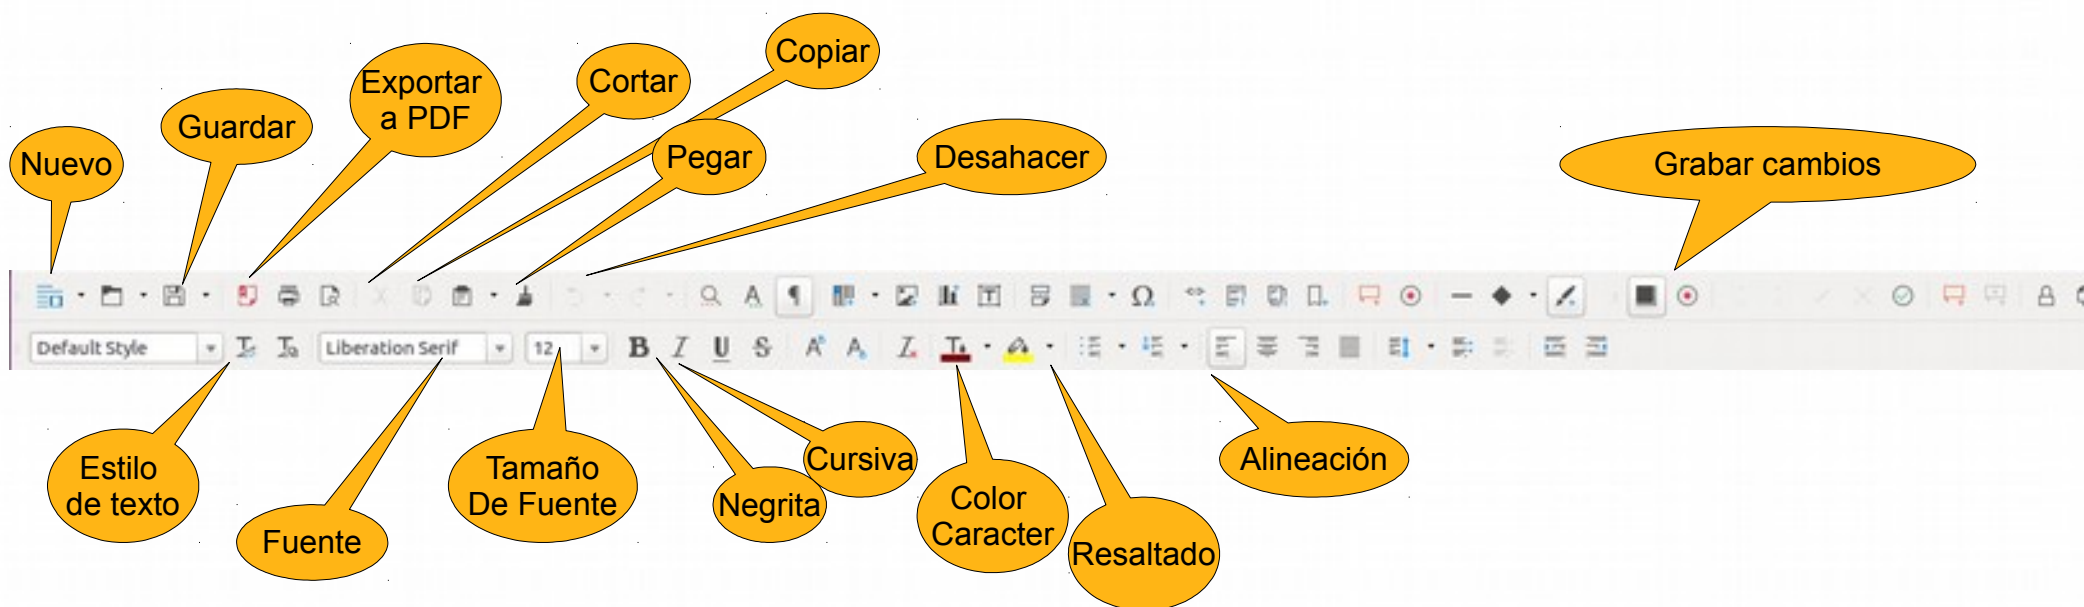 Copiar
Cortar
Exportar
a PDF
Guardar
Nuevo
Pegar
Desahacer
Grabar cambios
Default Style
Liberation Serif
12
B I U S
Estilo
de texto
Fuente
Tamaño
De Fuente
Negrita
Cursiva
Color
Caracter
Resaltado
Alineación